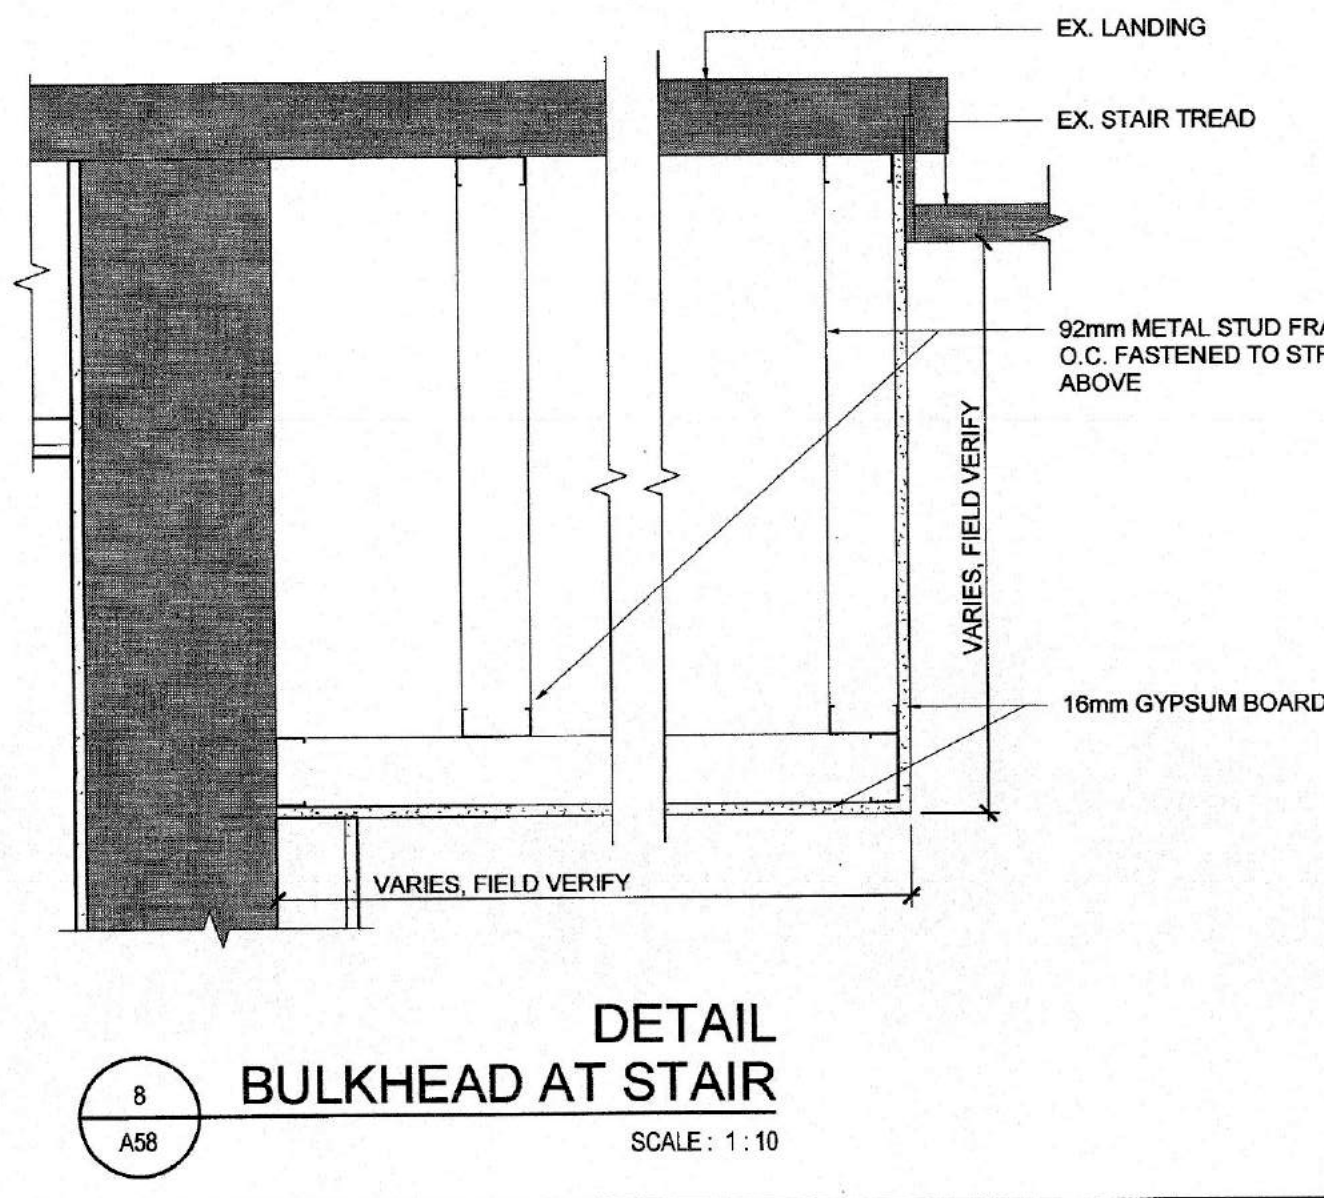 EX. LANDING
EX. STAIR TREAD
92mm METAL STUD FRA
O.C. FASTENED TO STR
ABOVE
VARIES, FIELD VERIFY
16mm GYPSUM BOARD
VARIES, FIELD VERIFY
DETAIL
BULKHEAD AT STAIR
8
A58
SCALE : 1 : 10